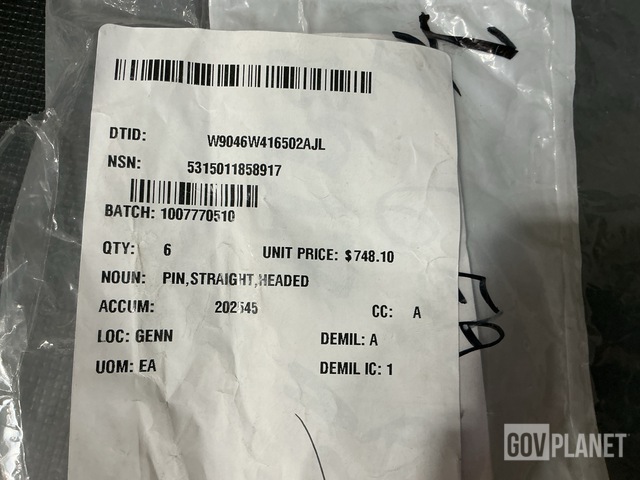 DTID: W9046W416502AJL
NSN: 5315011858917
BATCH: 1007770510
QTY: 6 UNIT PRICE: $748.10
NOUN: PIN,STRAIGHT,HEADED
ACCUM: 202545 CC: A
LOC: GENN DEMIL: A
UOM: EA DEMIL IC: 1
GOVPLANET